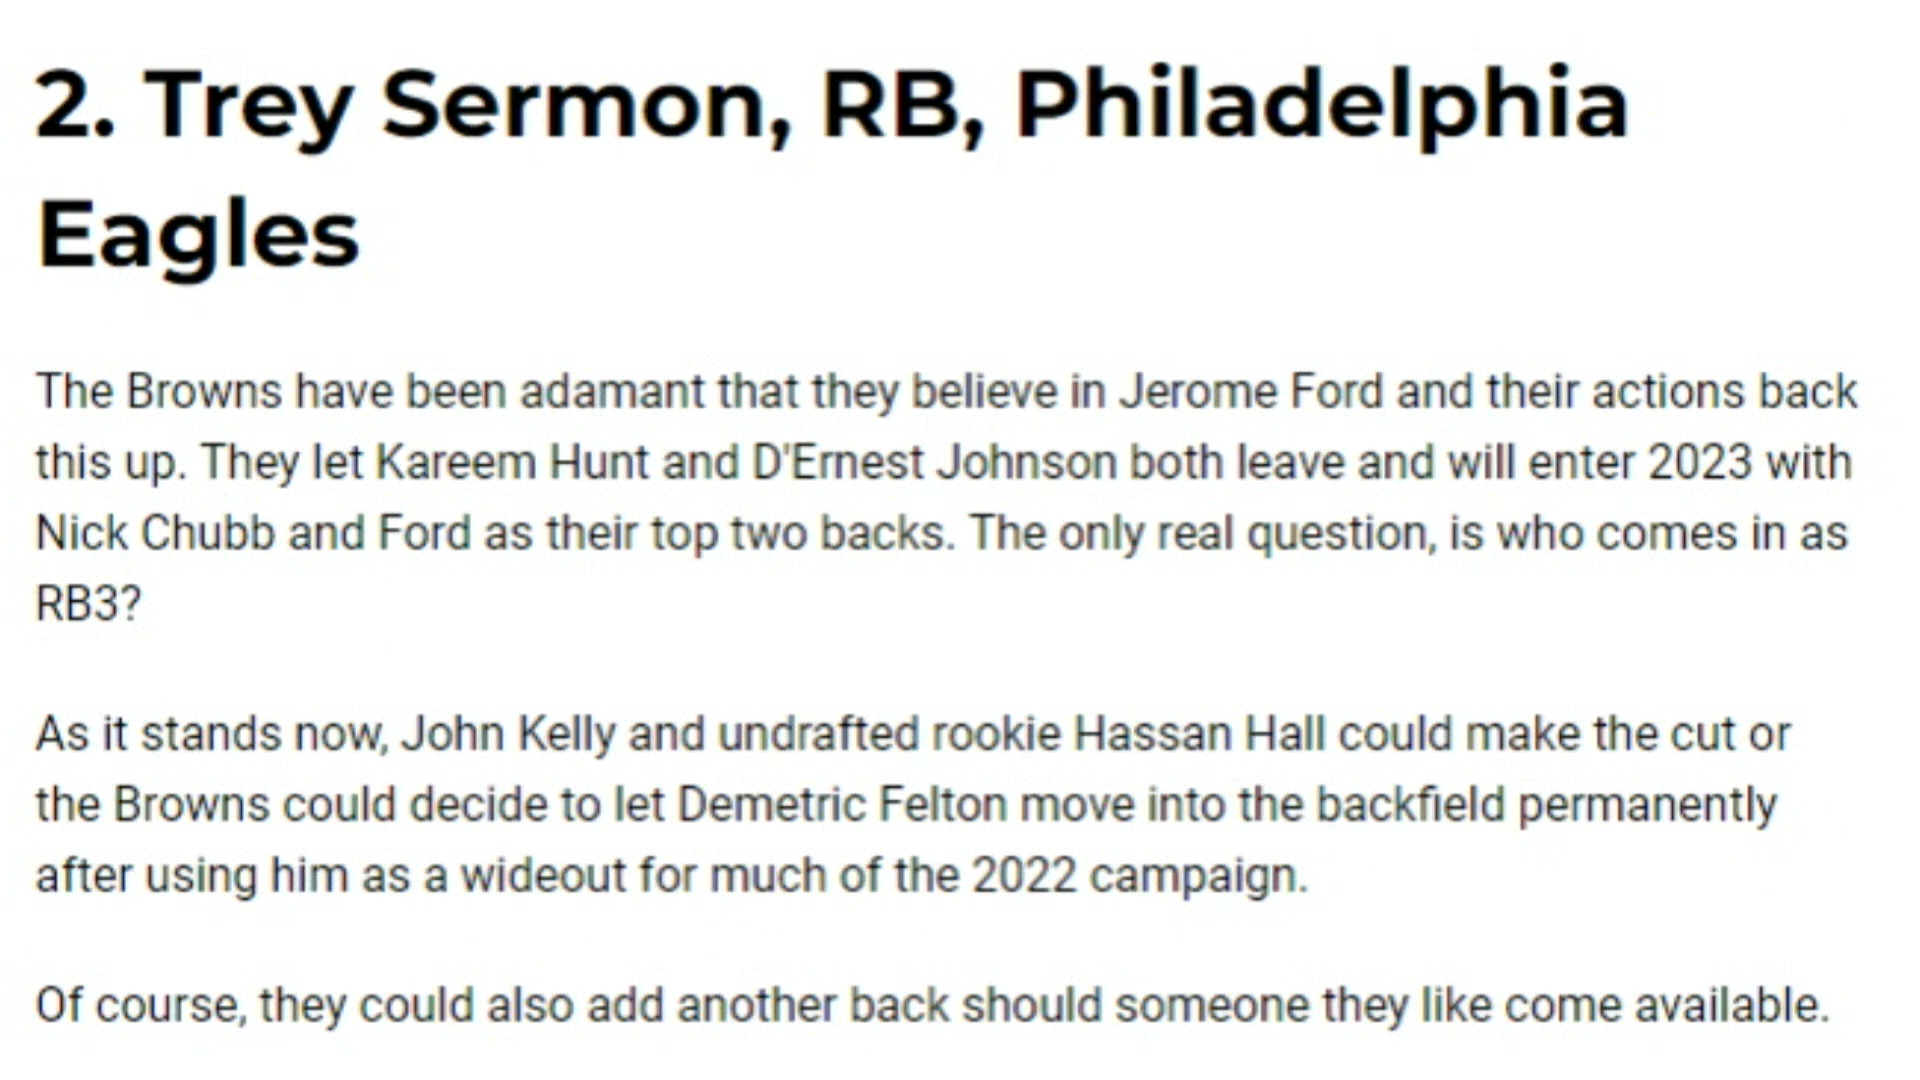 2. Trey Sermon, RB, Philadelphia
Eagles
The Browns have been adamant that they believe in Jerome Ford and their actions back
this up. They let Kareem Hunt and D'Ernest Johnson both leave and will enter 2023 with
Nick Chubb and Ford as their top two backs. The only real question, is who comes in as
RB3?
As it stands now, John Kelly and undrafted rookie Hassan Hall could make the cut or
the Browns could decide to let Demetric Felton move into the backfield permanently
after using him as a wideout for much of the 2022 campaign.
Of course, they could also add another back should someone they like come available.